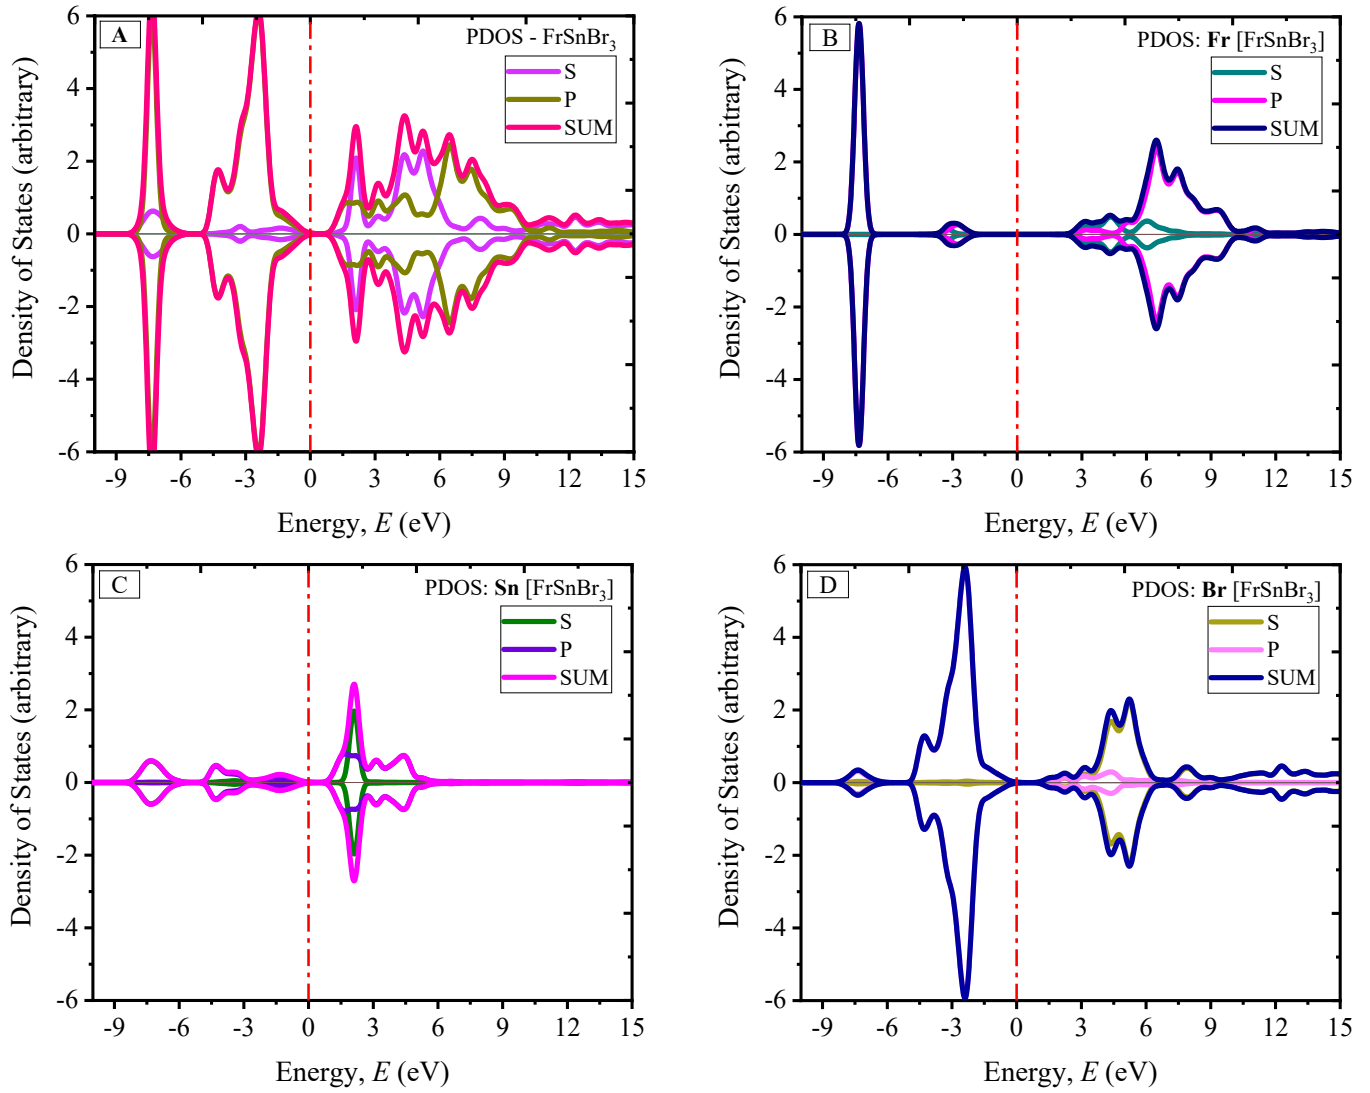 A
PDOS - FrSnBr₃
S
P
SUM
6
4
2
0
-2
-4
-6
Density of States (arbitrary)
-9 -6 -3 0 3 6 9 12 15
Energy, E (eV)
B
PDOS: Fr [FrSnBr₃]
S
P
SUM
6
4
2
0
-2
-4
-6
Density of States (arbitrary)
-9 -6 -3 0 3 6 9 12 15
Energy, E (eV)
C
PDOS: Sn [FrSnBr₃]
S
P
SUM
6
4
2
0
-2
-4
-6
Density of States (arbitrary)
-9 -6 -3 0 3 6 9 12 15
Energy, E (eV)
D
PDOS: Br [FrSnBr₃]
S
P
SUM
6
4
2
0
-2
-4
-6
Density of States (arbitrary)
-9 -6 -3 0 3 6 9 12 15
Energy, E (eV)